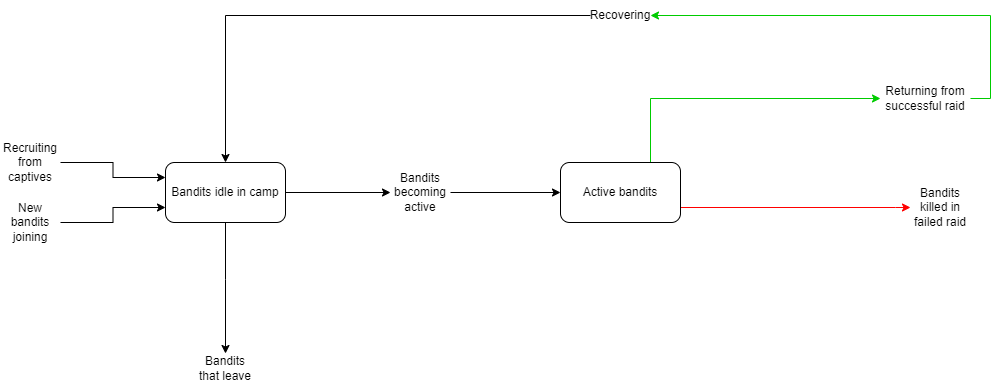 Recovering
Returning from
successful raid
Recruiting
from
captives
New
bandits
joining
Bandits idle in camp
Bandits
becoming
active
Active bandits
Bandits
killed in
failed raid
Bandits
that leave